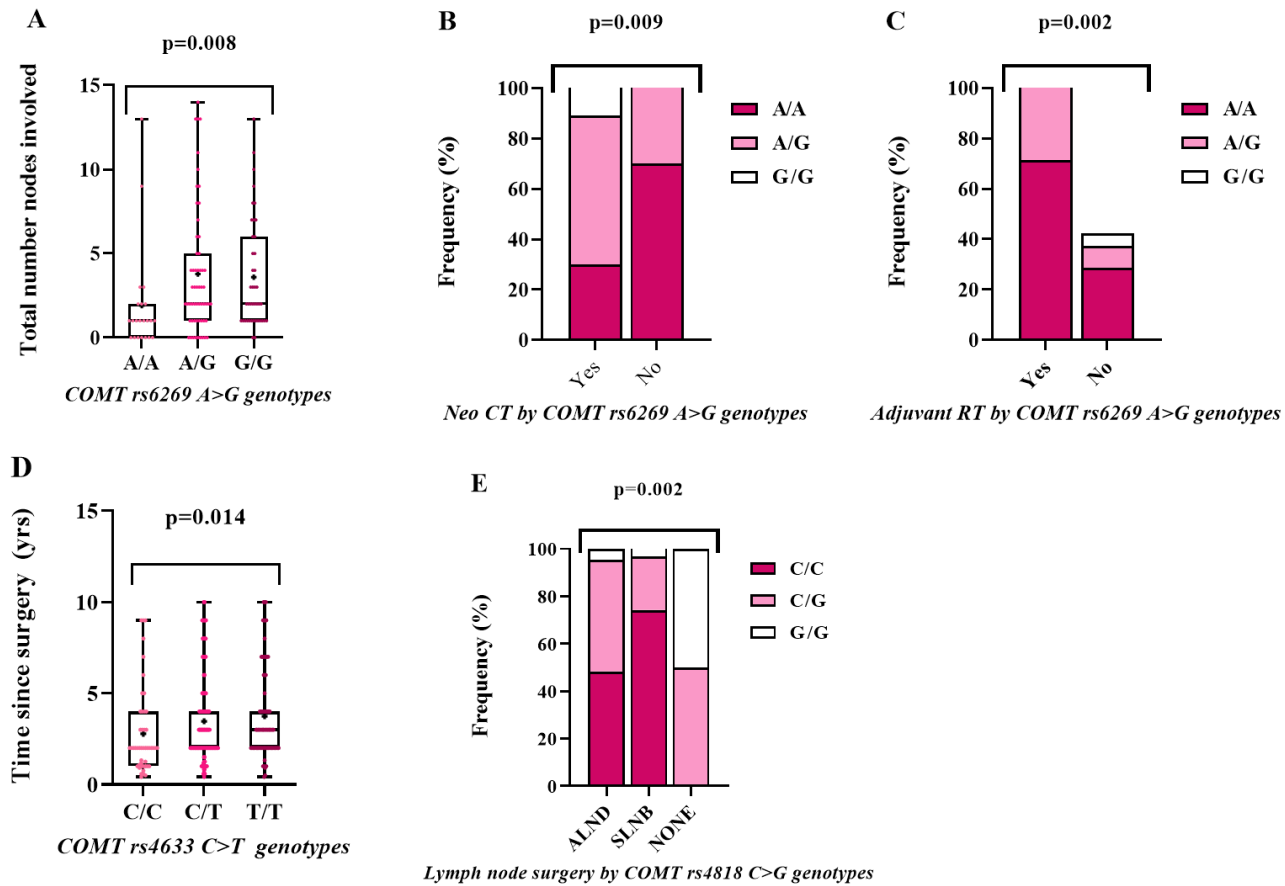 A
p=0.008
Total number nodes involved
15
10
5
0
A/A A/G G/G
COMT rs6269 A>G genotypes
B
p=0.009
Frequency (%)
100
80
60
40
20
0
Yes No
A/A
A/G
G/G
Neo CT by COMT rs6269 A>G genotypes
C
p=0.002
Frequency (%)
100
80
60
40
20
0
Yes No
A/A
A/G
G/G
Adjuvant RT by COMT rs6269 A>G genotypes
D
p=0.014
Time since surgery (yrs)
15
10
5
0
C/C C/T T/T
COMT rs4633 C>T genotypes
E
p=0.002
Frequency (%)
100
80
60
40
20
0
ALND SLNB NONE
C/C
C/G
G/G
Lymph node surgery by COMT rs4818 C>G genotypes